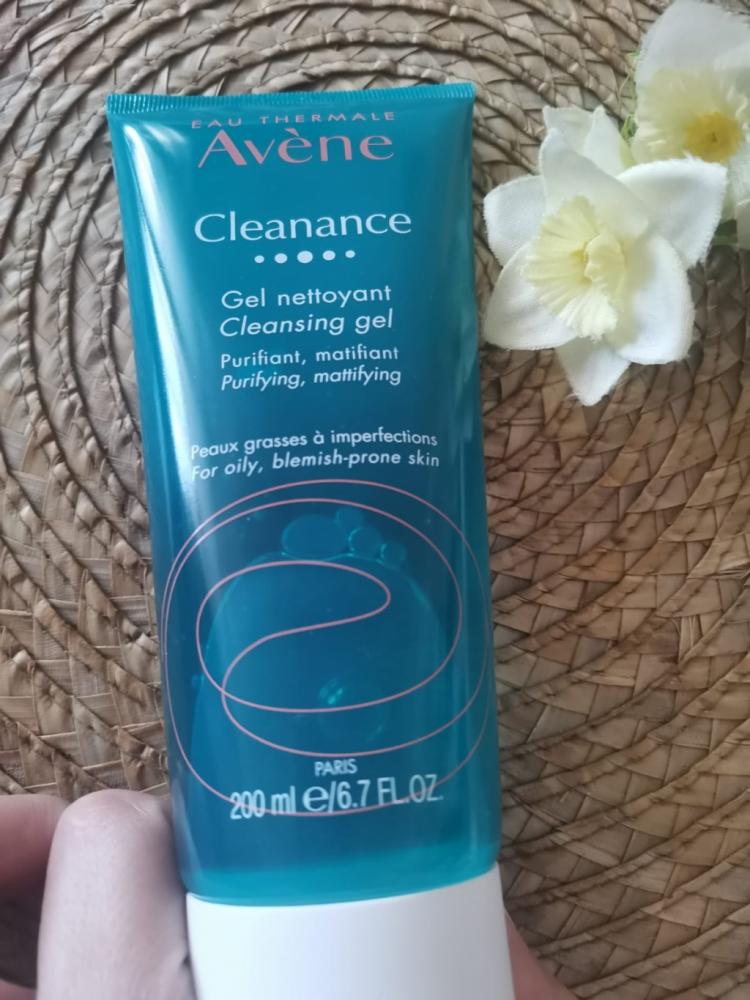 EAU THERMALE
Avène
Cleanance
Gel nettoyant
Cleansing gel
Purifiant, matifiant
Purifying, mattifying
Peaux grasses à imperfections
For oily, blemish-prone skin
PARIS
200 ml e/6.7 FL.OZ.